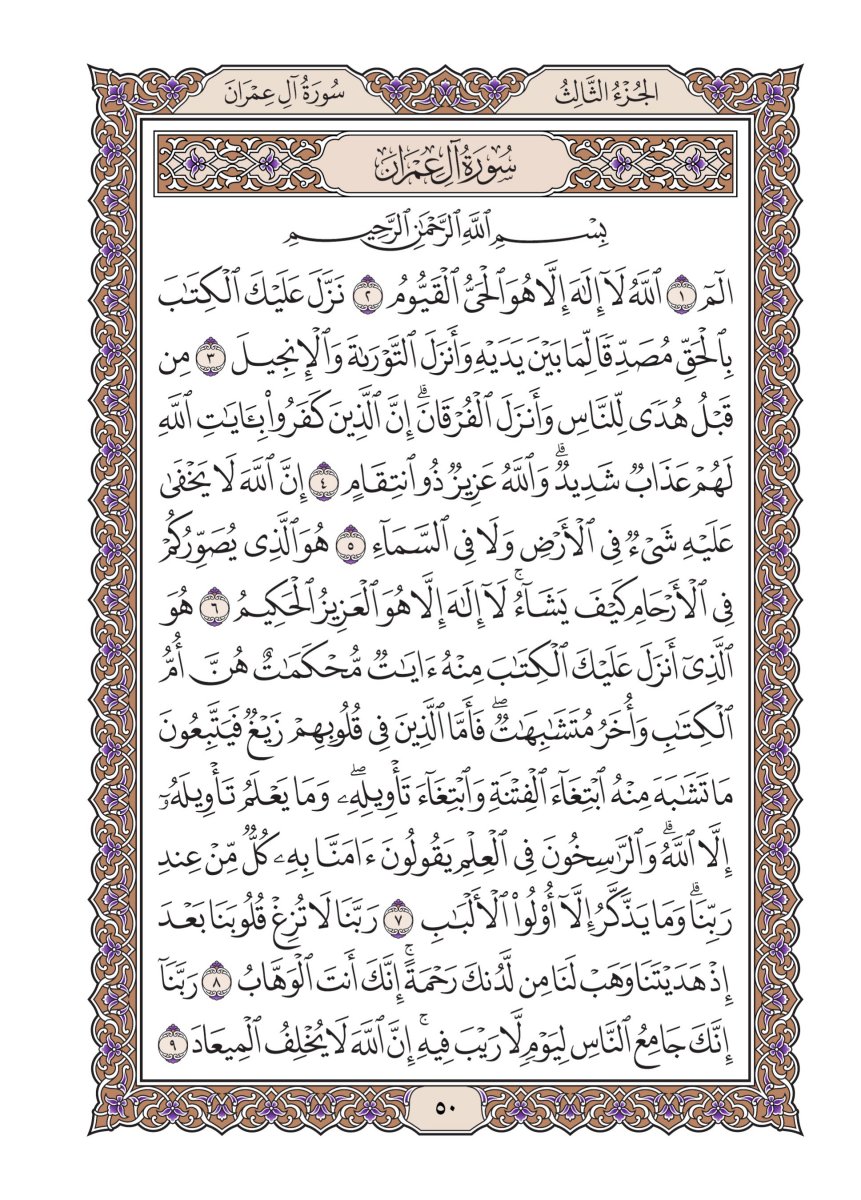 الجُزْءُ الثَّالِثُ
سُورَةُ آلِ عِمْرَانَ
سُورَةُ آلِ عِمْرَانَ
بِسْمِ ٱللَّهِ ٱلرَّحْمَٰنِ ٱلرَّحِيمِ
الٓمٓ ١ ٱللَّهُ لَآ إِلَٰهَ إِلَّا هُوَ ٱلْحَىُّ ٱلْقَيُّومُ ٢ نَزَّلَ عَلَيْكَ ٱلْكِتَٰبَ
بِٱلْحَقِّ مُصَدِّقًا لِّمَا بَيْنَ يَدَيْهِ وَأَنزَلَ ٱلتَّوْرَىٰةَ وَٱلْإِنجِيلَ ٣ مِن
قَبْلُ هُدًى لِّلنَّاسِ وَأَنزَلَ ٱلْفُرْقَانَ ۗ إِنَّ ٱلَّذِينَ كَفَرُوا۟ بِـَٔايَٰتِ ٱللَّهِ
لَهُمْ عَذَابٌ شَدِيدٌ ۗ وَٱللَّهُ عَزِيزٌ ذُو ٱنتِقَامٍ ٤ إِنَّ ٱللَّهَ لَا يَخْفَىٰ
عَلَيْهِ شَىْءٌ فِى ٱلْأَرْضِ وَلَا فِى ٱلسَّمَآءِ ٥ هُوَ ٱلَّذِى يُصَوِّرُكُمْ
فِى ٱلْأَرْحَامِ كَيْفَ يَشَآءُ ۚ لَآ إِلَٰهَ إِلَّا هُوَ ٱلْعَزِيزُ ٱلْحَكِيمُ ٦ هُوَ
ٱلَّذِىٓ أَنزَلَ عَلَيْكَ ٱلْكِتَٰبَ مِنْهُ ءَايَٰتٌ مُّحْكَمَٰتٌ هُنَّ أُمُّ
ٱلْكِتَٰبِ وَأُخَرُ مُتَشَٰبِهَٰتٌ ۖ فَأَمَّا ٱلَّذِينَ فِى قُلُوبِهِمْ زَيْغٌ فَيَتَّبِعُونَ
مَا تَشَٰبَهَ مِنْهُ ٱبْتِغَآءَ ٱلْفِتْنَةِ وَٱبْتِغَآءَ تَأْوِيلِهِۦ ۖ وَمَا يَعْلَمُ تَأْوِيلَهُۥٓ
إِلَّا ٱللَّهُ ۗ وَٱلرَّٰسِخُونَ فِى ٱلْعِلْمِ يَقُولُونَ ءَامَنَّا بِهِۦ كُلٌّ مِّنْ عِندِ
رَبِّنَا ۗ وَمَا يَذَّكَّرُ إِلَّآ أُو۟لُوا۟ ٱلْأَلْبَٰبِ ٧ رَبَّنَا لَا تُزِغْ قُلُوبَنَا بَعْدَ
إِذْ هَدَيْتَنَا وَهَبْ لَنَا مِن لَّدُنكَ رَحْمَةً ۚ إِنَّكَ أَنتَ ٱلْوَهَّابُ ٨ رَبَّنَآ
إِنَّكَ جَامِعُ ٱلنَّاسِ لِيَوْمٍ لَّا رَيْبَ فِيهِ ۚ إِنَّ ٱللَّهَ لَا يُخْلِفُ ٱلْمِيعَادَ ٩
٥٠